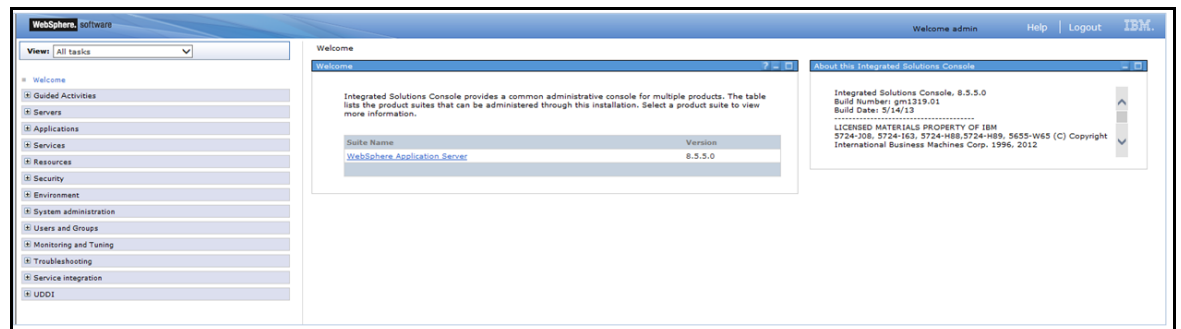 WebSphere. software
Welcome admin
Help
Logout
IBM.
View: All tasks
Welcome
Guided Activities
Servers
Applications
Services
Resources
Security
Environment
System administration
Users and Groups
Monitoring and Tuning
Troubleshooting
Service integration
UDDI
Welcome
Welcome
Integrated Solutions Console provides a common administrative console for multiple products. The table
lists the product suites that can be administered through this installation. Select a product suite to view
more information.
Suite Name Version
WebSphere Application Server 8.5.5.0
About this Integrated Solutions Console
Integrated Solutions Console, 8.5.5.0
Build Number: gm1319.01
Build Date: 5/14/13
------------------------------------
LICENSED MATERIALS PROPERTY OF IBM
5724-J08, 5724-I63, 5724-H88,5724-H89, 5655-W65 (C) Copyright
International Business Machines Corp. 1996, 2012